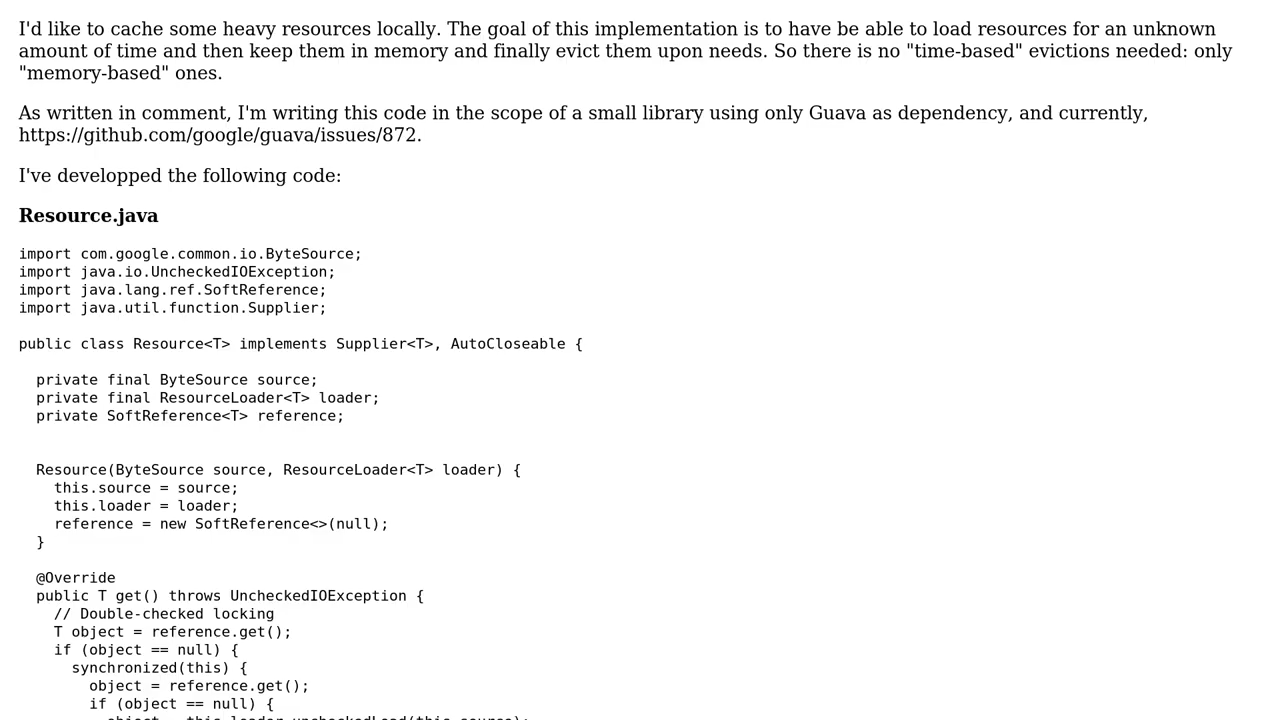 I'd like to cache some heavy resources locally. The goal of this implementation is to have be able to load resources for an unknown
amount of time and then keep them in memory and finally evict them upon needs. So there is no "time-based" evictions needed: only
"memory-based" ones.
As written in comment, I'm writing this code in the scope of a small library using only Guava as dependency, and currently,
https://github.com/google/guava/issues/872.
I've developped the following code:
Resource.java
import com.google.common.io.ByteSource;
import java.io.UncheckedIOException;
import java.lang.ref.SoftReference;
import java.util.function.Supplier;
public class Resource<T> implements Supplier<T>, AutoCloseable {
  private final ByteSource source;
  private final ResourceLoader<T> loader;
  private SoftReference<T> reference;
  Resource(ByteSource source, ResourceLoader<T> loader) {
    this.source = source;
    this.loader = loader;
    reference = new SoftReference<>(null);
  }
  @Override
  public T get() throws UncheckedIOException {
    // Double-checked locking
    T object = reference.get();
    if (object == null) {
      synchronized(this) {
        object = reference.get();
        if (object == null) {
          object = this.loader.uncheckedLoad(this.source);